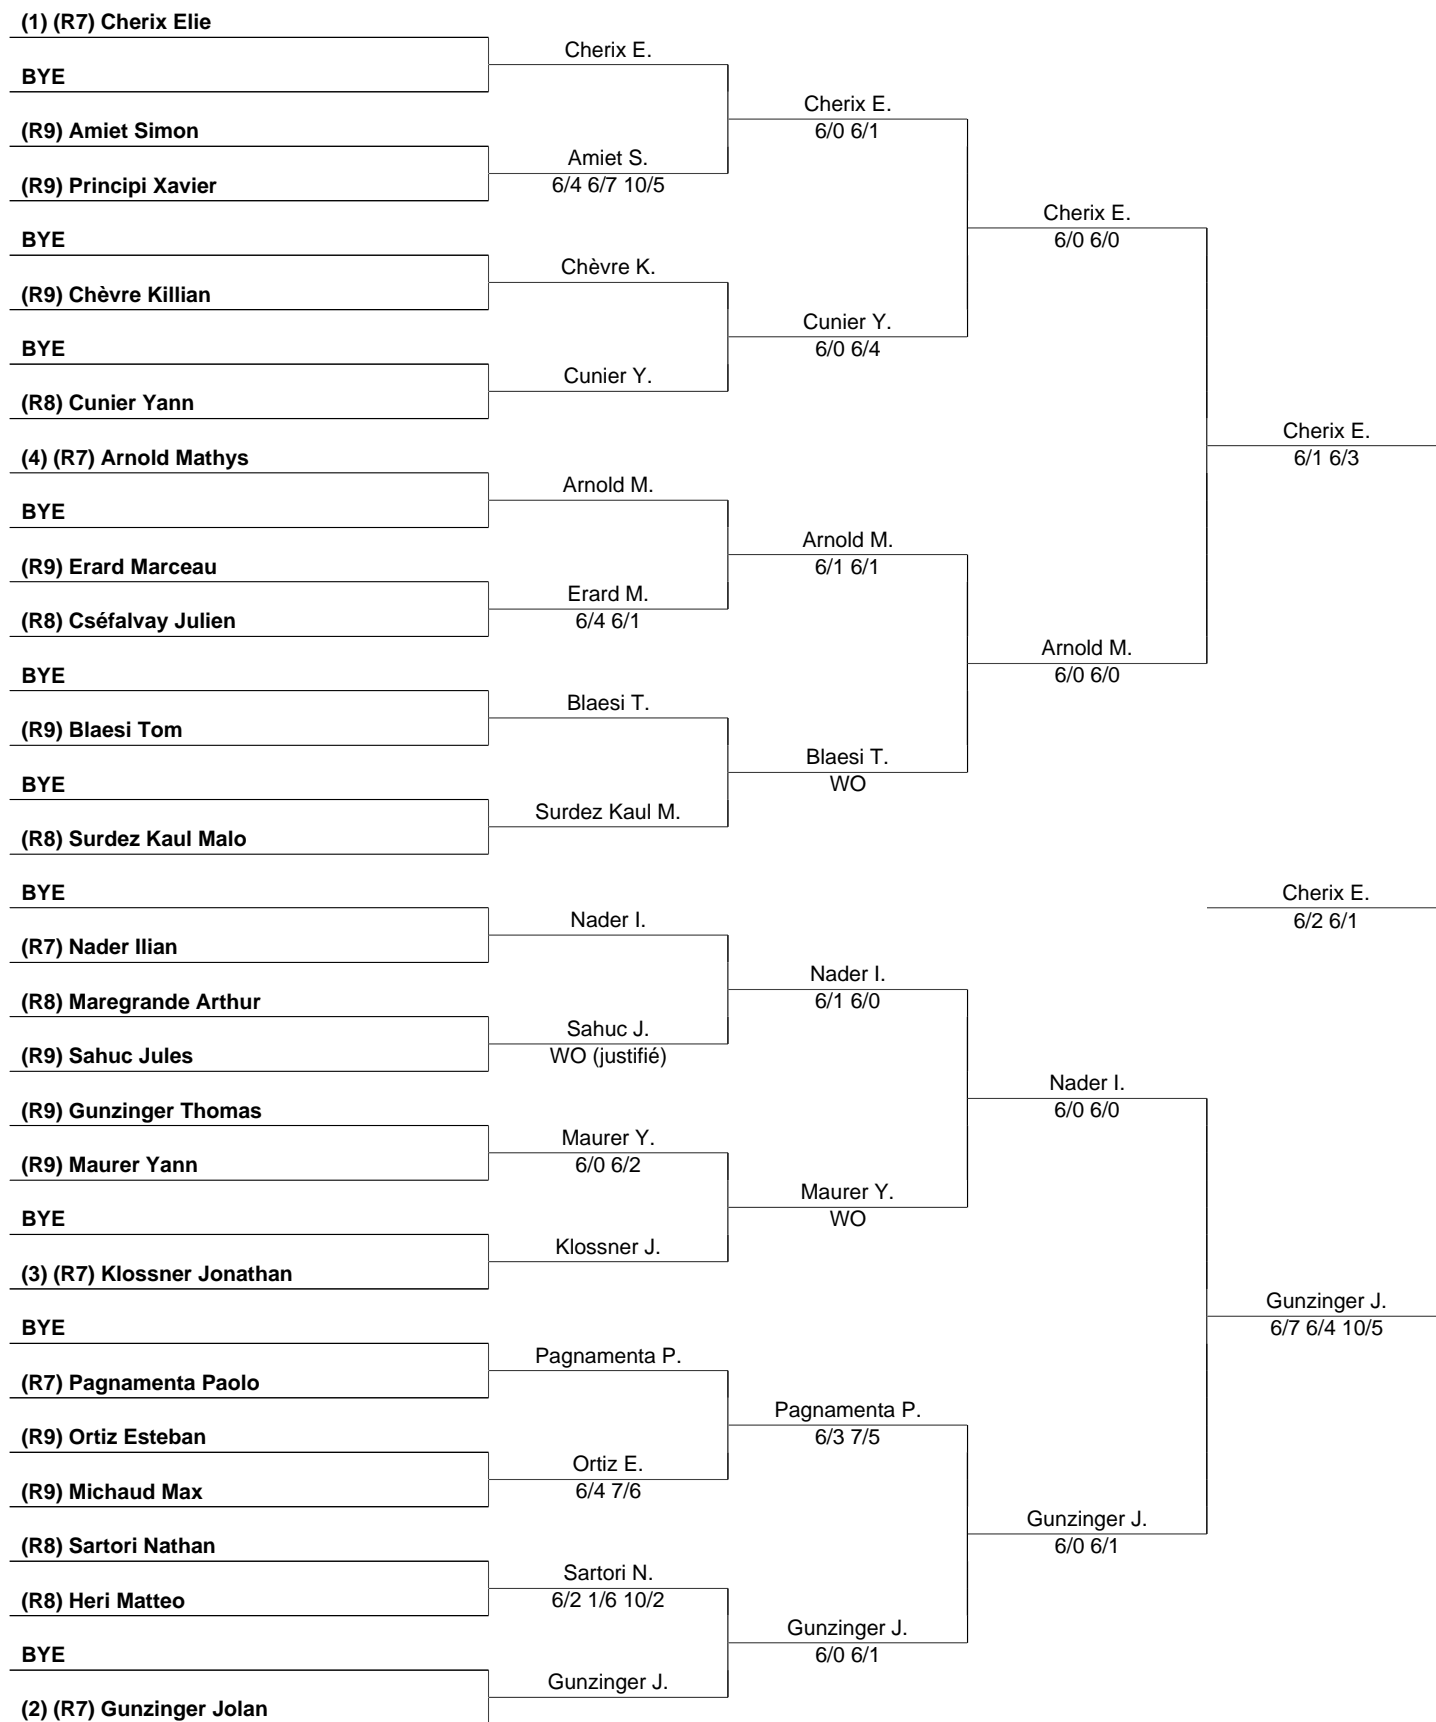 (1) (R7) Cherix Elie
Cherix E.
BYE
Cherix E.
6/0 6/1
(R9) Amiet Simon
Amiet S.
6/4 6/7 10/5
(R9) Principi Xavier
Cherix E.
6/0 6/0
BYE
Chèvre K.
(R9) Chèvre Killian
Cunier Y.
6/0 6/4
BYE
Cunier Y.
(R8) Cunier Yann
Cherix E.
6/1 6/3
(4) (R7) Arnold Mathys
Arnold M.
BYE
Arnold M.
6/1 6/1
(R9) Erard Marceau
Erard M.
6/4 6/1
(R8) Cséfalvay Julien
Arnold M.
6/0 6/0
BYE
Blaesi T.
(R9) Blaesi Tom
Blaesi T.
WO
BYE
Surdez Kaul M.
(R8) Surdez Kaul Malo
BYE
Cherix E.
6/2 6/1
Nader I.
(R7) Nader Ilian
Nader I.
6/1 6/0
(R8) Maregrande Arthur
Sahuc J.
WO (justifié)
(R9) Sahuc Jules
Nader I.
6/0 6/0
(R9) Gunzinger Thomas
Maurer Y.
6/0 6/2
(R9) Maurer Yann
Maurer Y.
WO
BYE
Klossner J.
(3) (R7) Klossner Jonathan
Gunzinger J.
6/7 6/4 10/5
BYE
Pagnamenta P.
(R7) Pagnamenta Paolo
Pagnamenta P.
6/3 7/5
(R9) Ortiz Esteban
Ortiz E.
6/4 7/6
(R9) Michaud Max
Gunzinger J.
6/0 6/1
(R8) Sartori Nathan
Sartori N.
6/2 1/6 10/2
(R8) Heri Matteo
Gunzinger J.
6/0 6/1
BYE
Gunzinger J.
(2) (R7) Gunzinger Jolan